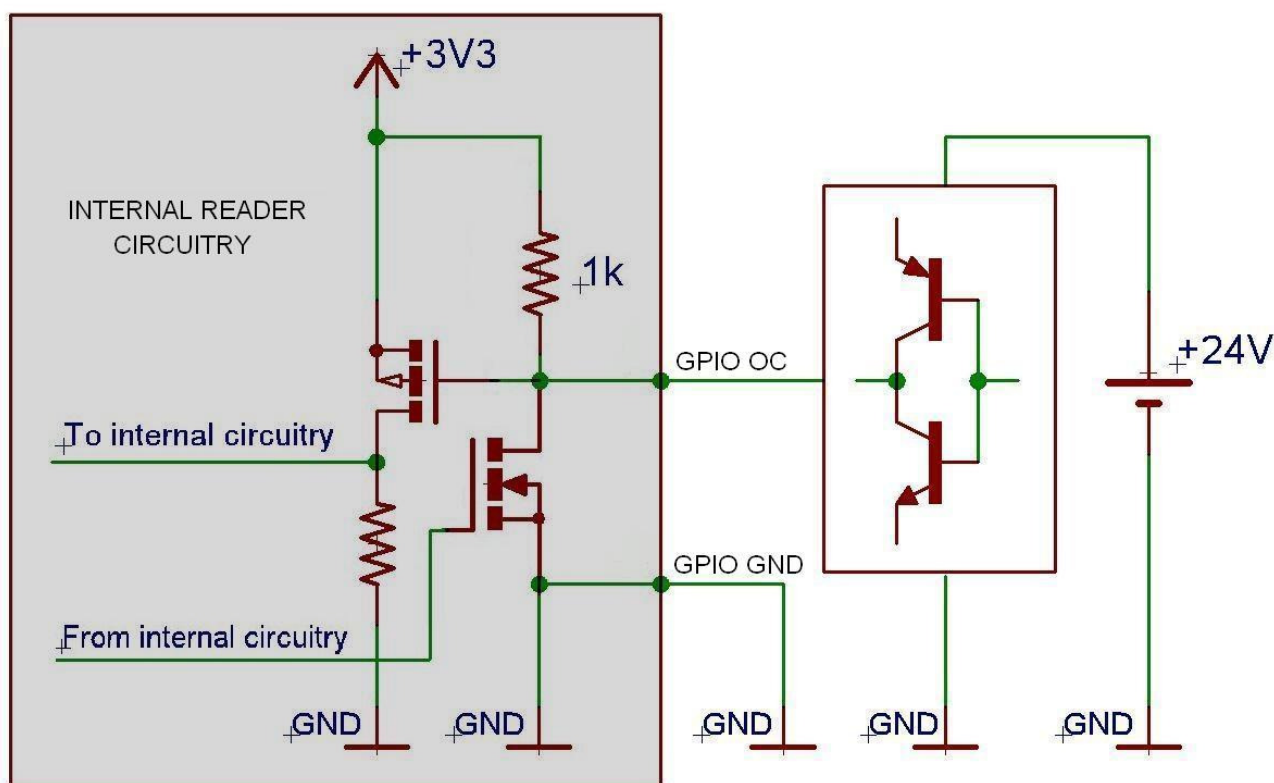 +3V3
INTERNAL READER
CIRCUITRY
1k
GPIO OC
+24V
To internal circuitry
GPIO GND
From internal circuitry
GND
GND
GND
GND
GND